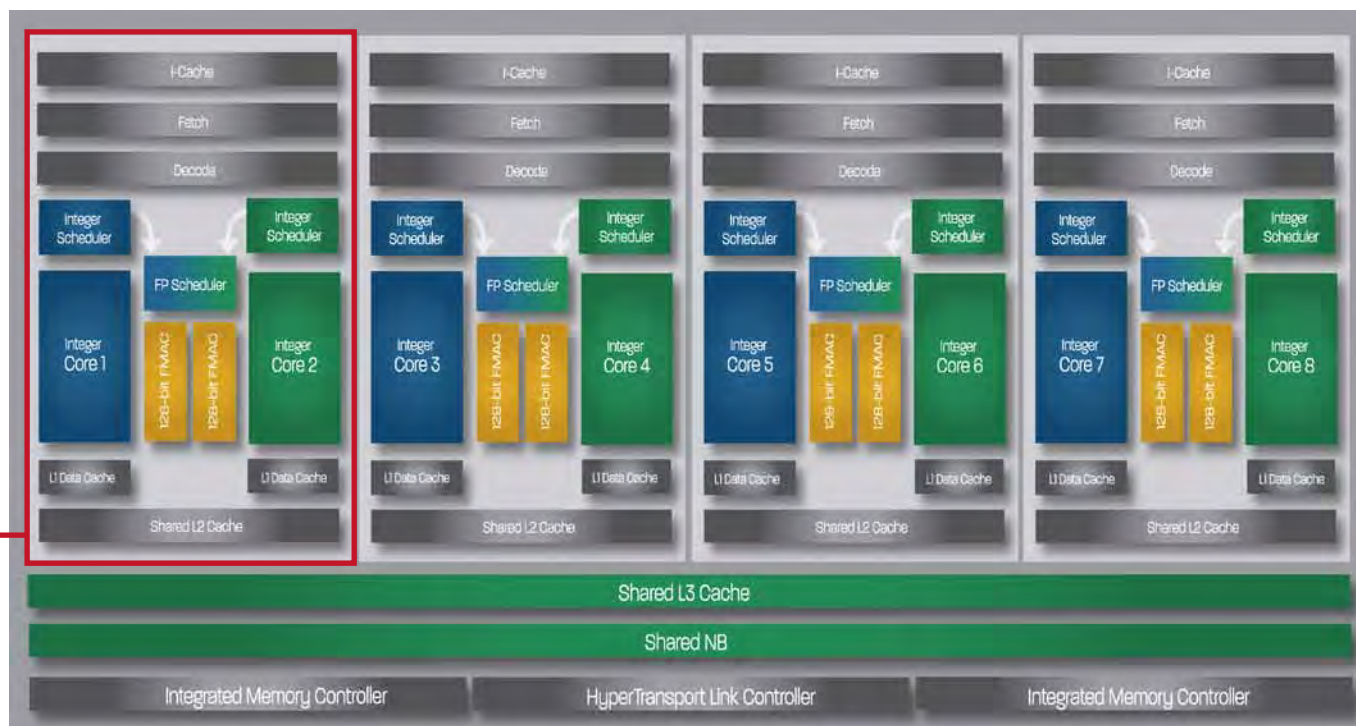 I-Cache
Fetch
Decode
Integer
Scheduler
Integer
Scheduler
FP Scheduler
Integer
Core 1
128-bit FMAC
128-bit FMAC
Integer
Core 2
L1 Data Cache
L1 Data Cache
Shared L2 Cache
I-Cache
Fetch
Decode
Integer
Scheduler
Integer
Scheduler
FP Scheduler
Integer
Core 3
128-bit FMAC
128-bit FMAC
Integer
Core 4
L1 Data Cache
L1 Data Cache
Shared L2 Cache
I-Cache
Fetch
Decode
Integer
Scheduler
Integer
Scheduler
FP Scheduler
Integer
Core 5
128-bit FMAC
128-bit FMAC
Integer
Core 6
L1 Data Cache
L1 Data Cache
Shared L2 Cache
I-Cache
Fetch
Decode
Integer
Scheduler
Integer
Scheduler
FP Scheduler
Integer
Core 7
128-bit FMAC
128-bit FMAC
Integer
Core 8
L1 Data Cache
L1 Data Cache
Shared L2 Cache
Shared L3 Cache
Shared NB
Integrated Memory Controller
HyperTransport Link Controller
Integrated Memory Controller